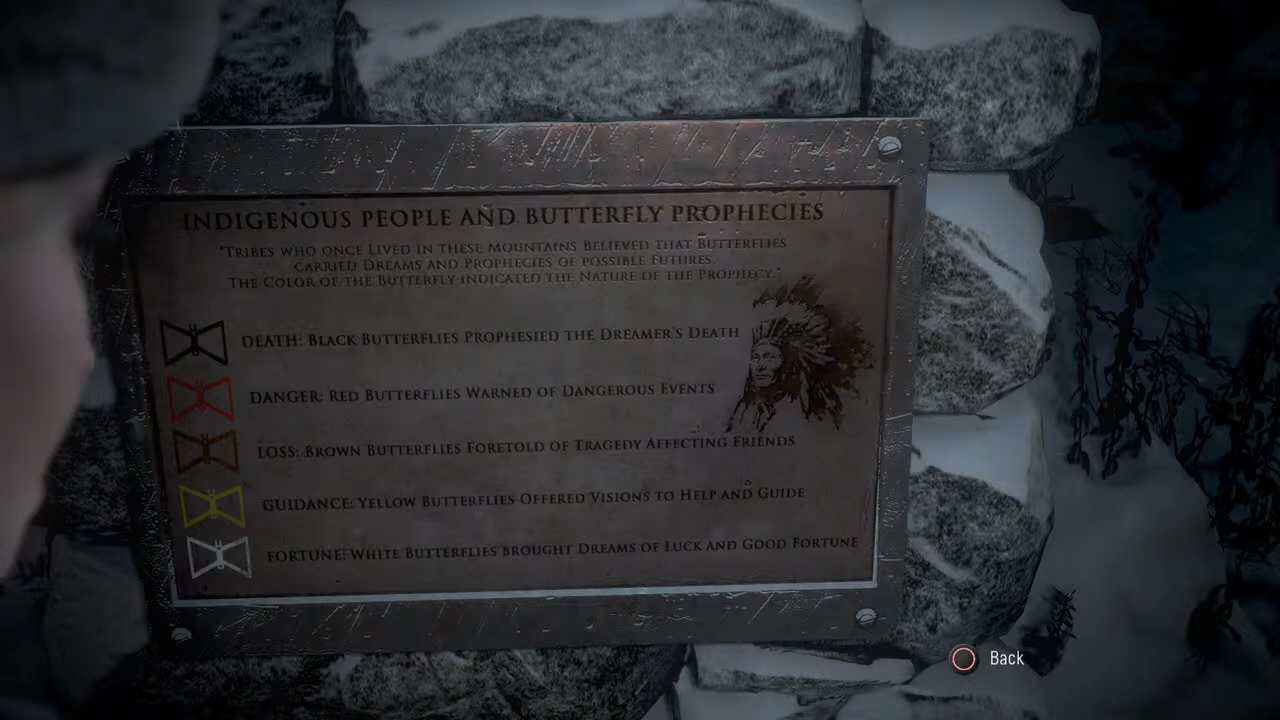 INDIGENOUS PEOPLE AND BUTTERFLY PROPHECIES
"TRIBES WHO ONCE LIVED IN THESE MOUNTAINS BELIEVED THAT BUTTERFLIES
CARRIED DREAMS AND PROPHECIES OF POSSIBLE FUTURES.
THE COLOR OF THE BUTTERFLY INDICATED THE NATURE OF THE PROPHECY."
DEATH: BLACK BUTTERFLIES PROPHESIED THE DREAMER'S DEATH
DANGER: RED BUTTERFLIES WARNED OF DANGEROUS EVENTS
LOSS: BROWN BUTTERFLIES FORETOLD OF TRAGEDY AFFECTING FRIENDS
GUIDANCE: YELLOW BUTTERFLIES OFFERED VISIONS TO HELP AND GUIDE
FORTUNE: WHITE BUTTERFLIES BROUGHT DREAMS OF LUCK AND GOOD FORTUNE
Back